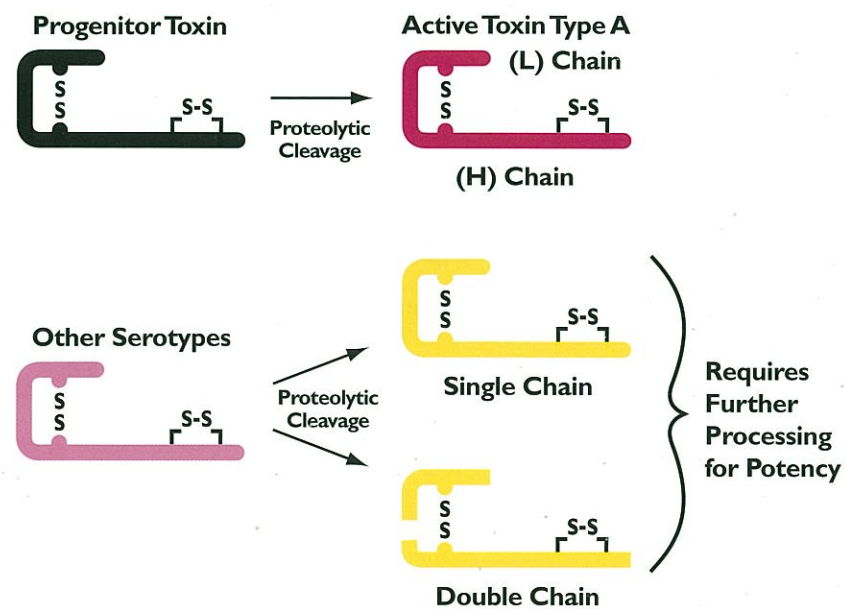 Progenitor Toxin
S
S
S-S
Proteolytic
Cleavage
Active Toxin Type A
(L) Chain
S
S
S-S
(H) Chain
Other Serotypes
S
S
S-S
Proteolytic
Cleavage
S
S
S-S
Single Chain
S
S
S-S
Double Chain
Requires
Further
Processing
for Potency